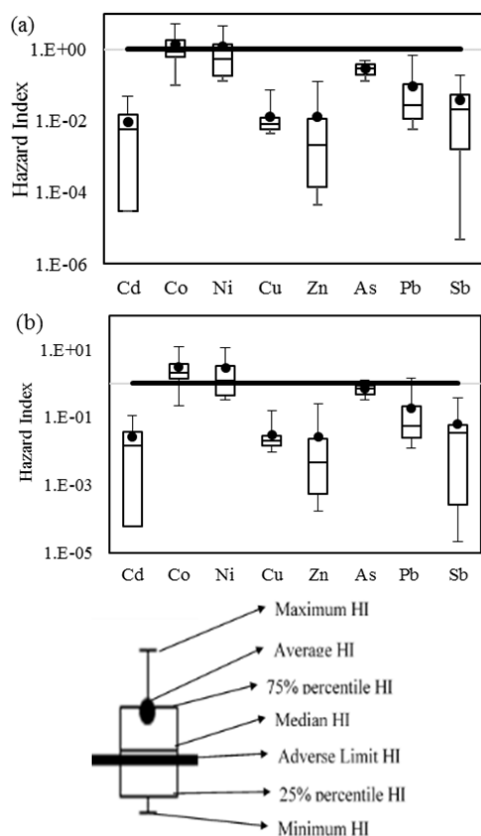 (a)
Hazard Index
1.E+00
1.E-02
1.E-04
1.E-06
Cd Co Ni Cu Zn As Pb Sb
(b)
Hazard Index
1.E+01
1.E-01
1.E-03
1.E-05
Cd Co Ni Cu Zn As Pb Sb
Maximum HI
Average HI
75% percentile HI
Median HI
Adverse Limit HI
25% percentile HI
Minimum HI